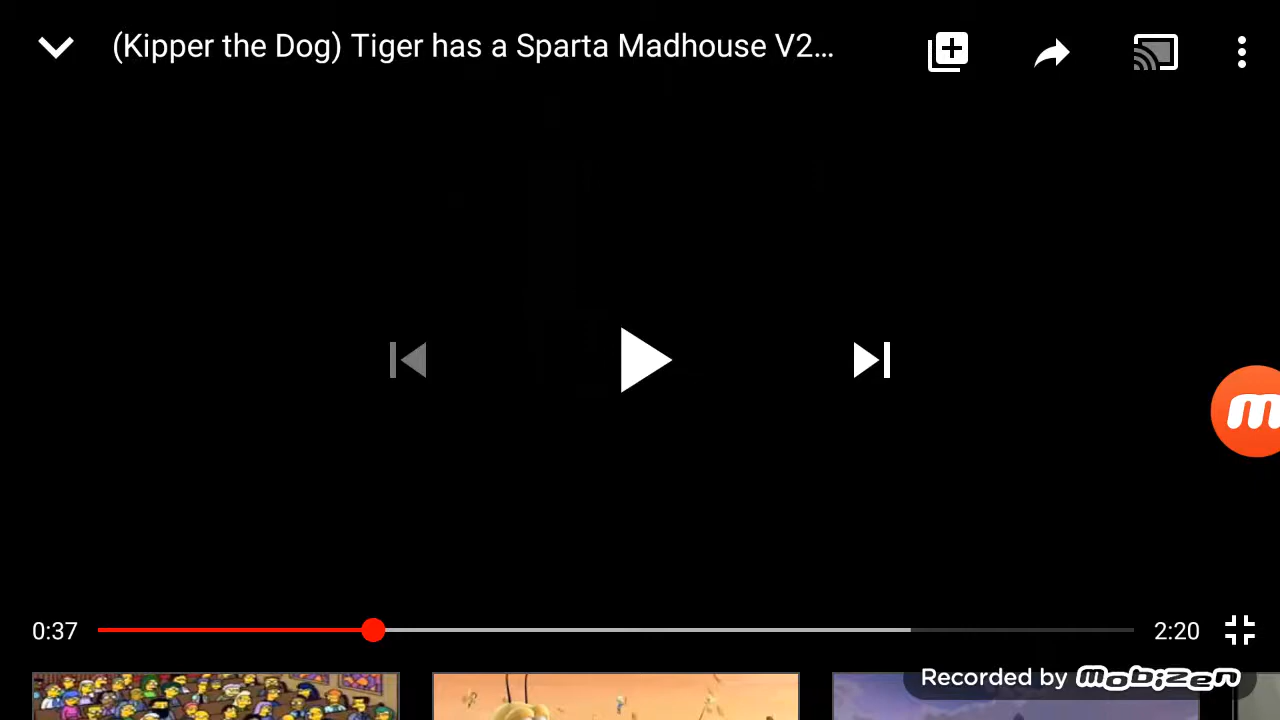 (Kipper the Dog) Tiger has a Sparta Madhouse V2...
m
0:37
2:20
Recorded by mobizen